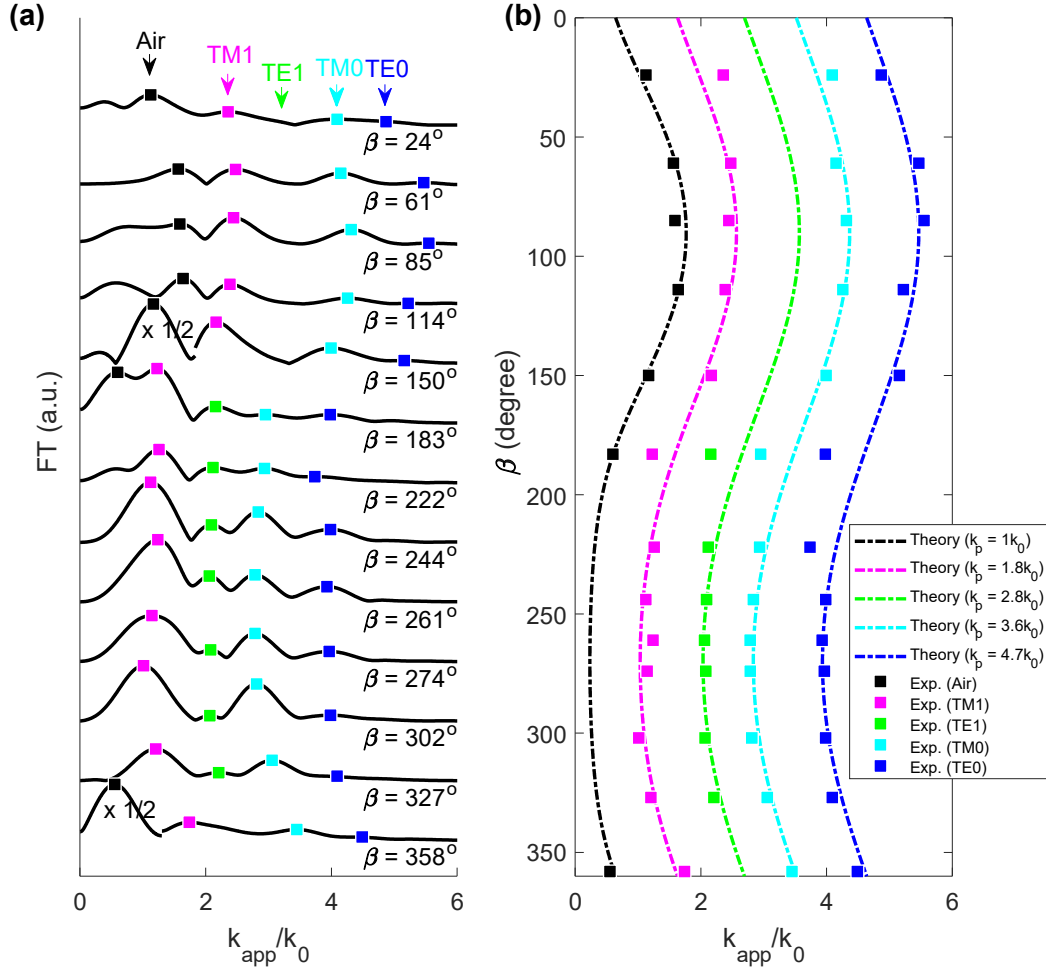 (a)
Air
TM1
TE1
TM0
TE0
β = 24°
β = 61°
β = 85°
β = 114°
x 1/2
β = 150°
β = 183°
β = 222°
β = 244°
β = 261°
β = 274°
β = 302°
β = 327°
x 1/2
β = 358°
FT (a.u.)
0 2 4 6
k_app/k_0
(b)
0
50
100
150
200
250
300
350
β (degree)
0 2 4 6
k_app/k_0
Theory (k_p = 1k_0)
Theory (k_p = 1.8k_0)
Theory (k_p = 2.8k_0)
Theory (k_p = 3.6k_0)
Theory (k_p = 4.7k_0)
Exp. (Air)
Exp. (TM1)
Exp. (TE1)
Exp. (TM0)
Exp. (TE0)